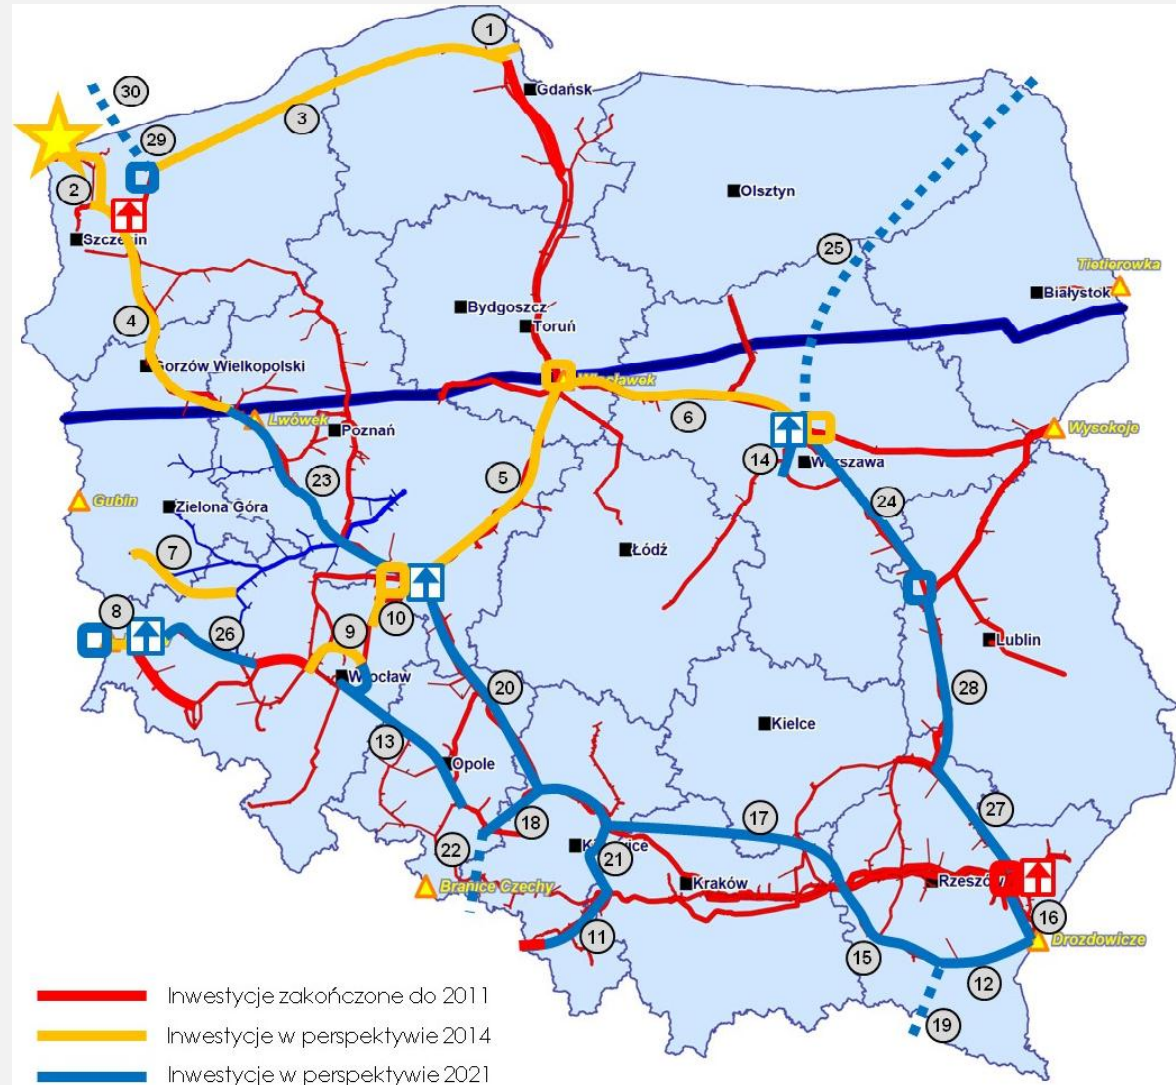 1
Gdańsk
30
3
29
2
Olsztyn
Szczecin
25
Tietierowka
Białystok
4
Bydgoszcz
Toruń
Gorzów Wielkopolski
Włocławek
Lwówek
6
Poznań
Wysokoje
14
Warszawa
23
5
Gubin
Zielona Góra
24
7
Łódź
8
10
9
26
Lublin
Wrocław
20
28
Kielce
13
Opole
18
17
27
22
Katowice
21
Branice Czechy
Kraków
Rzeszów
16
11
Drozdowicze
15
12
19
Inwestycje zakończone do 2011
Inwestycje w perspektywie 2014
Inwestycje w perspektywie 2021